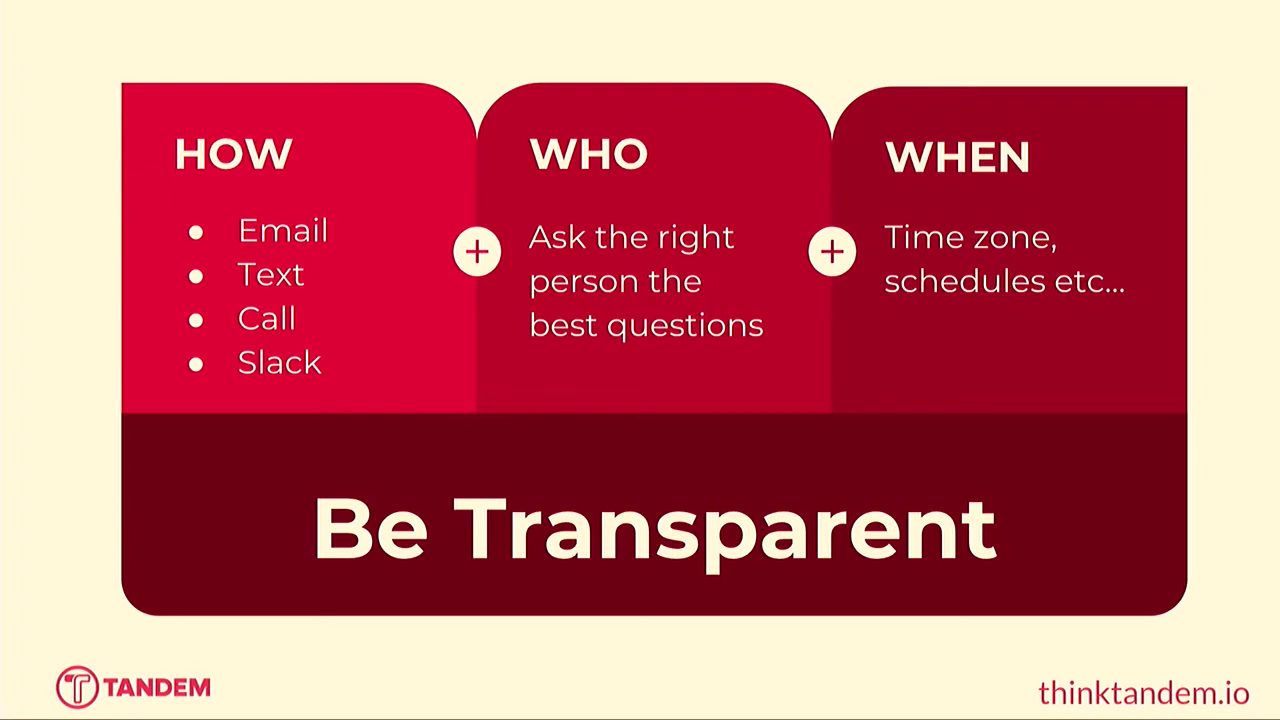 HOW
● Email
● Text
● Call
● Slack
+
WHO
Ask the right
person the
best questions
+
WHEN
Time zone,
schedules etc...
Be Transparent
TANDEM
thinktandem.io